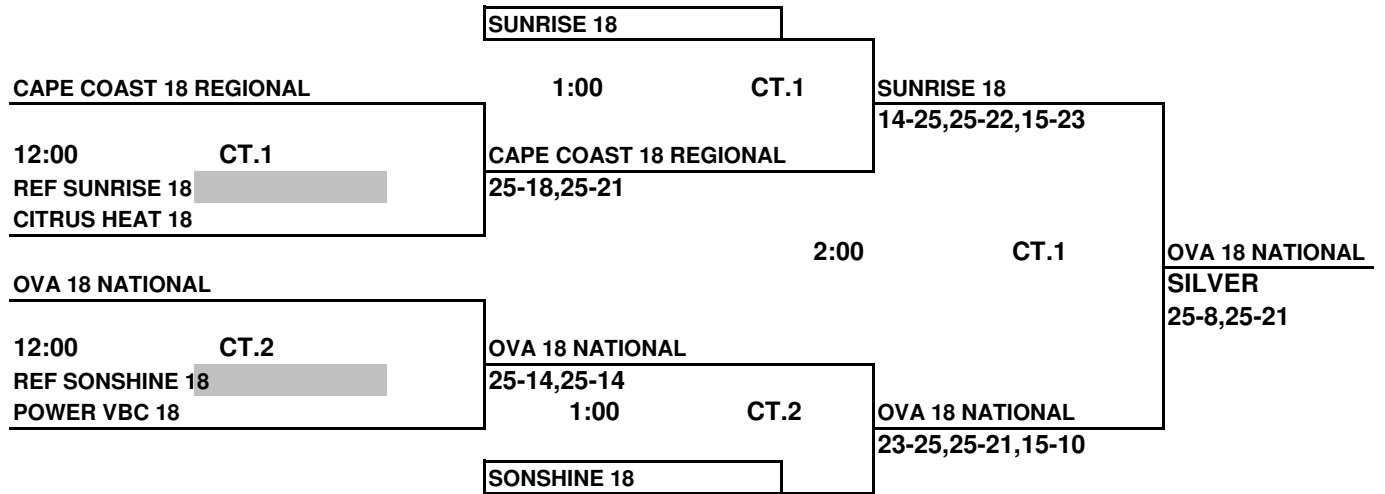 SUNRISE 18
CAPE COAST 18 REGIONAL 1:00 CT.1 SUNRISE 18
14-25,25-22,15-23
12:00 CT.1 CAPE COAST 18 REGIONAL
REF SUNRISE 18 25-18,25-21
CITRUS HEAT 18
2:00 CT.1 OVA 18 NATIONAL
OVA 18 NATIONAL SILVER
25-8,25-21
12:00 CT.2 OVA 18 NATIONAL
REF SONSHINE 18 25-14,25-14
POWER VBC 18 1:00 CT.2 OVA 18 NATIONAL
23-25,25-21,15-10
SONSHINE 18